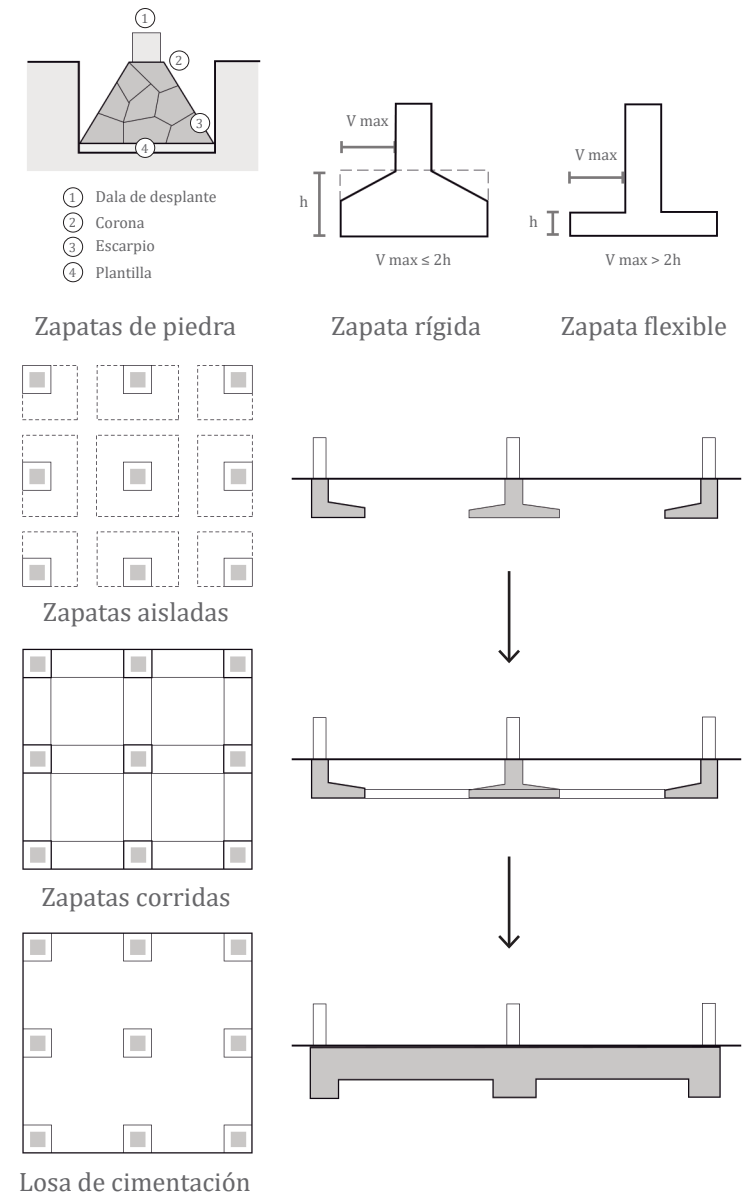 1
2
3
4
1 Dala de desplante
2 Corona
3 Escarpio
4 Plantilla
Zapatas de piedra
V max
h
V max ≤ 2h
Zapata rígida
V max
h
V max > 2h
Zapata flexible
Zapatas aisladas
Zapatas corridas
Losa de cimentación